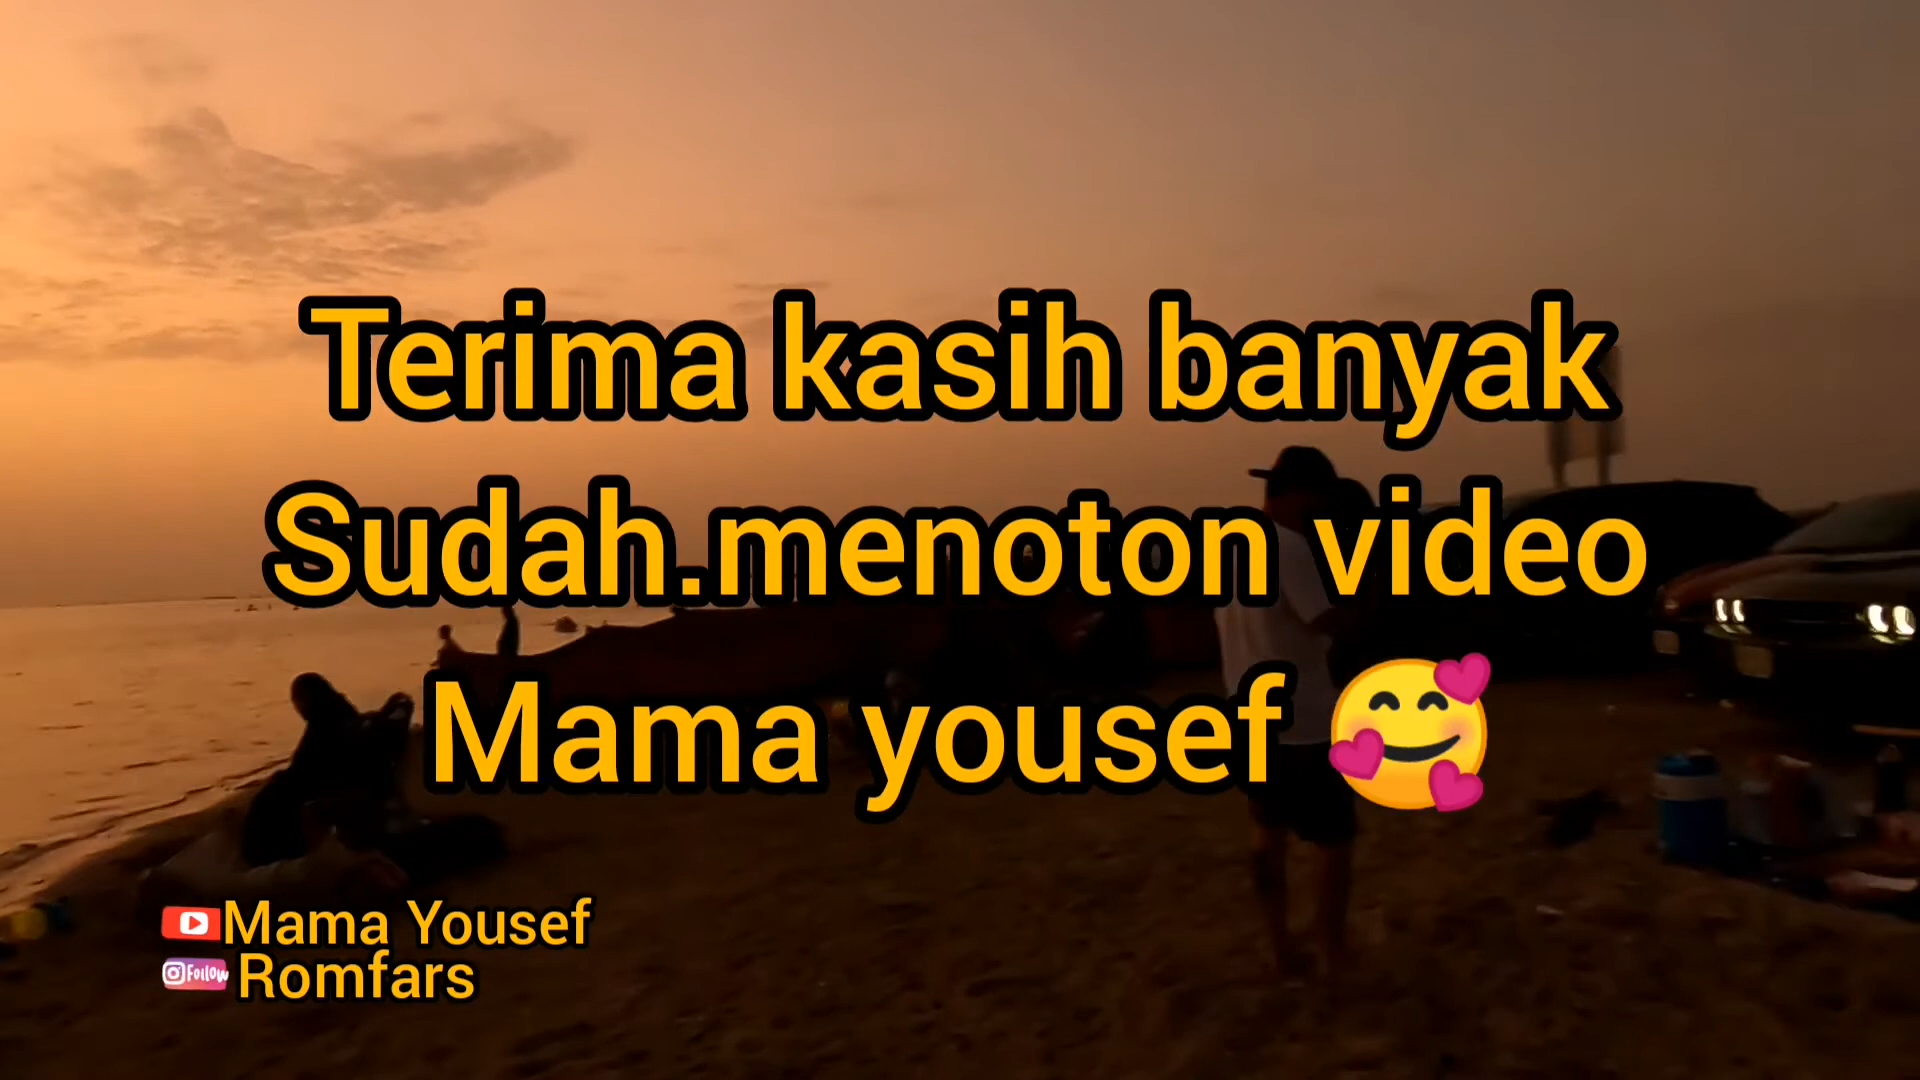 Terima kasih banyak
Sudah.menoton video
Mama yousef 🥰
Mama Yousef
Follow Romfars